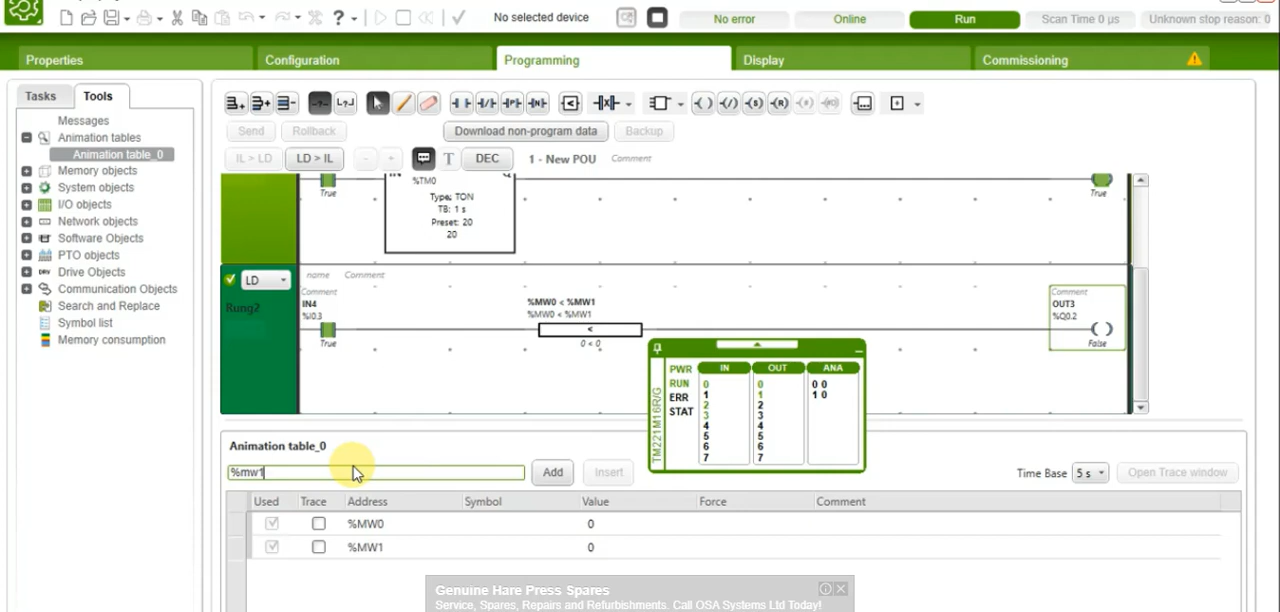 No selected device
No error
Online
Run
Scan Time 0 µs
Unknown stop reason: 0
Properties
Configuration
Programming
Display
Commissioning
Tasks
Tools
Messages
Animation tables
Animation table_0
Memory objects
System objects
I/O objects
Network objects
Software Objects
PTO objects
Drive Objects
Communication Objects
Search and Replace
Symbol list
Memory consumption
Send
Rollback
Download non-program data
Backup
IL > LD
LD > IL
-
+
T
DEC
1 - New POU
Comment
True
IN
Q
%TM0
Type: TON
TB: 1 s
Preset: 20
20
True
LD
name
Comment
Rung2
Comment
IN4
%I0.3
True
%MW0 < %MW1
%MW0 < %MW1
<
0 < 0
Comment
OUT3
%Q0.2
False
TM221M16R/G
PWR
RUN
ERR
STAT
IN
0
1
2
3
4
5
6
7
OUT
0
1
2
3
4
5
6
7
ANA
0 0
1 0
Animation table_0
%mw1
Add
Insert
Time Base
5 s
Open Trace window
Used Trace Address Symbol Value Force Comment
%MW0 0
%MW1 0
Genuine Hare Press Spares
Service, Spares, Repairs and Refurbishments. Call OSA Systems Ltd Today!